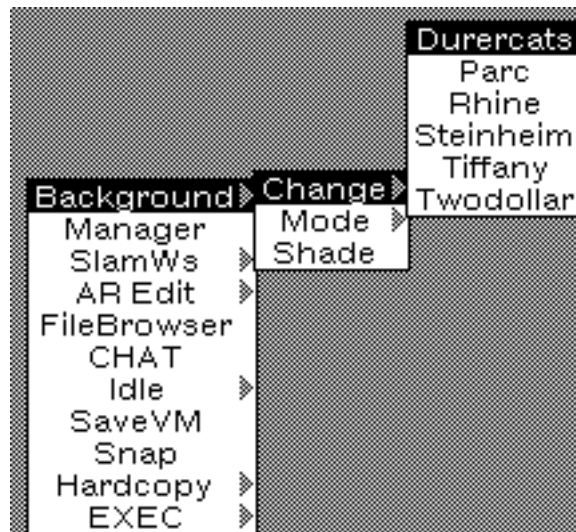 Durercats
Parc
Rhine
Steinheim
Tiffany
Twodollar
Change
Mode
Shade
Background
Manager
SlamWs
AR Edit
FileBrowser
CHAT
Idle
SaveVM
Snap
Hardcopy
EXEC